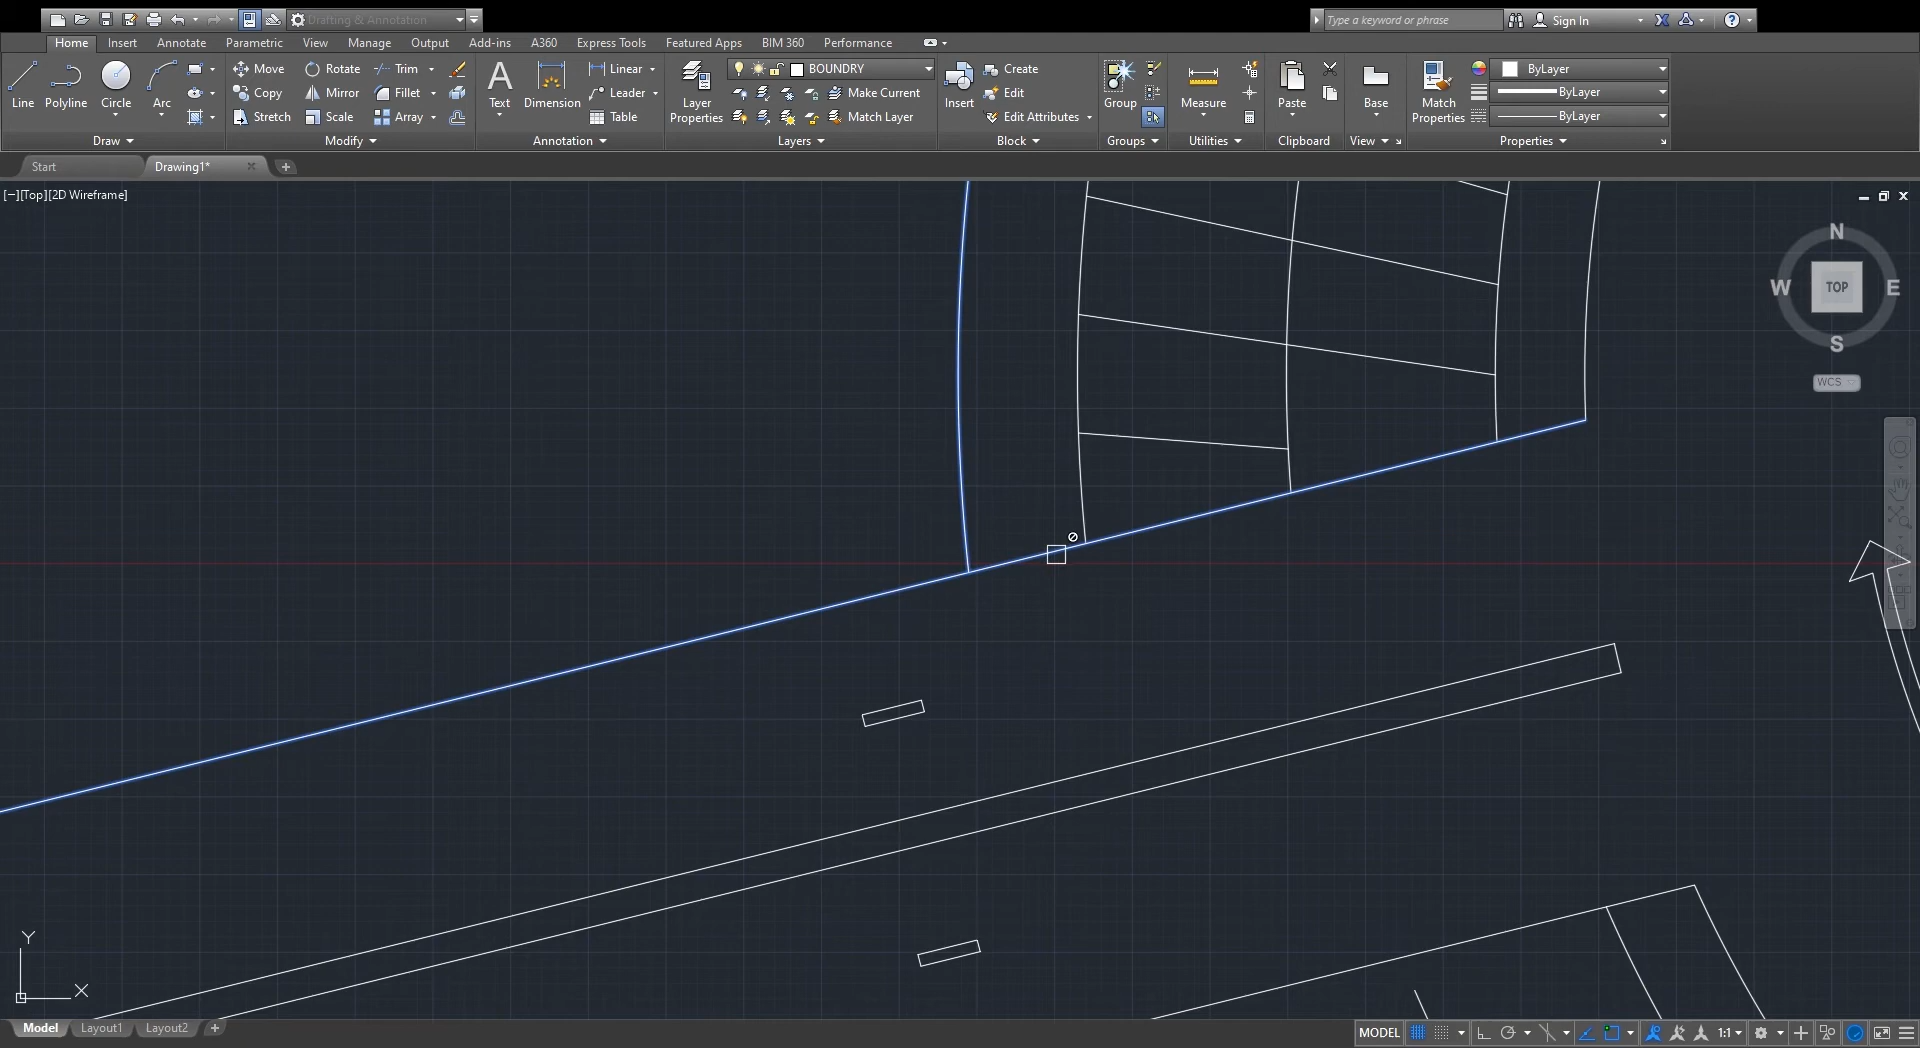 Drafting & Annotation
Type a keyword or phrase
Sign In
?
Home Insert Annotate Parametric View Manage Output Add-ins A360 Express Tools Featured Apps BIM 360 Performance
Line
Polyline
Circle
Arc
Move
Copy
Stretch
Rotate
Mirror
Scale
Trim
Fillet
Array
A
Text
Dimension
Linear
Leader
Table
Layer
Properties
BOUNDRY
Make Current
Match Layer
Insert
Create
Edit
Edit Attributes
Group
Measure
Paste
Base
Match
Properties
ByLayer
ByLayer
ByLayer
Draw Modify Annotation Layers Block Groups Utilities Clipboard View Properties
Start Drawing1* +
[−][Top][2D Wireframe]
N
W TOP E
S
WCS
Y
X
Model Layout1 Layout2 +
MODEL 1:1